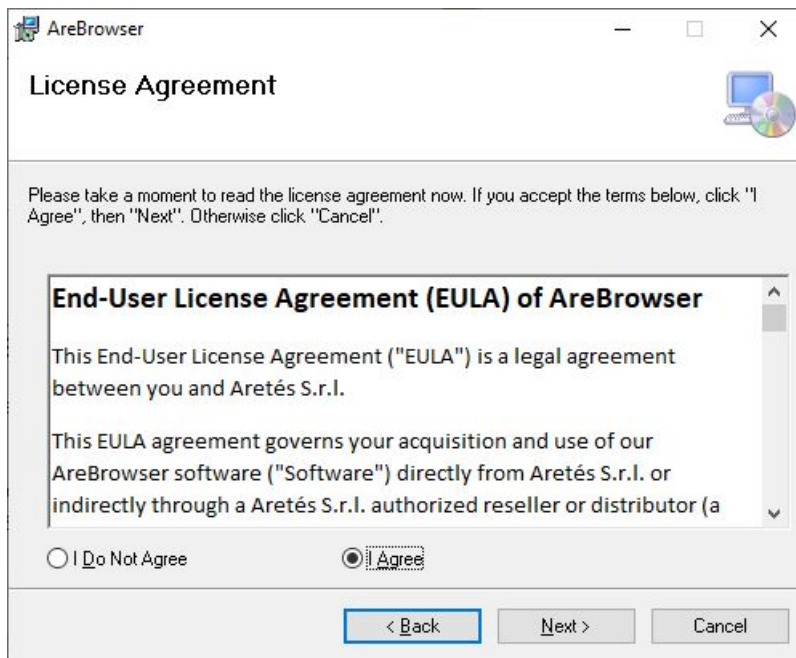 AreBrowser
License Agreement
Please take a moment to read the license agreement now. If you accept the terms below, click "I
Agree", then "Next". Otherwise click "Cancel".
End-User License Agreement (EULA) of AreBrowser
This End-User License Agreement ("EULA") is a legal agreement
between you and Aretés S.r.l.
This EULA agreement governs your acquisition and use of our
AreBrowser software ("Software") directly from Aretés S.r.l. or
indirectly through a Aretés S.r.l. authorized reseller or distributor (a
I Do Not Agree
I Agree
< Back
Next >
Cancel